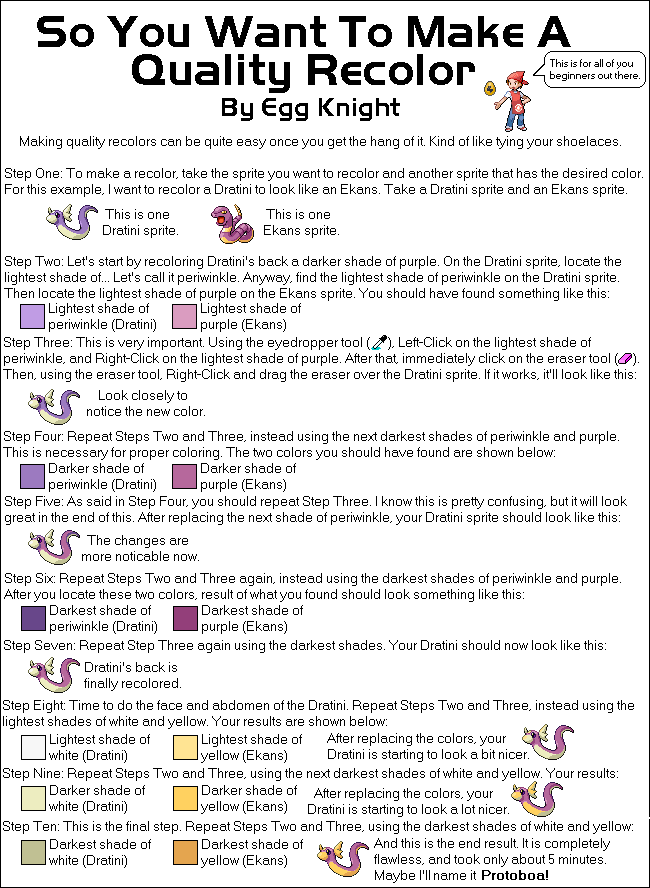 So You Want To Make A
Quality Recolor
By Egg Knight
This is for all of you
beginners out there.
Making quality recolors can be quite easy once you get the hang of it. Kind of like tying your shoelaces.
Step One: To make a recolor, take the sprite you want to recolor and another sprite that has the desired color.
For this example, I want to recolor a Dratini to look like an Ekans. Take a Dratini sprite and an Ekans sprite.
This is one
Dratini sprite.
This is one
Ekans sprite.
Step Two: Let's start by recoloring Dratini's back a darker shade of purple. On the Dratini sprite, locate the
lightest shade of... Let's call it periwinkle. Anyway, find the lightest shade of periwinkle on the Dratini sprite.
Then locate the lightest shade of purple on the Ekans sprite. You should have found something like this:
Lightest shade of
periwinkle (Dratini)
Lightest shade of
purple (Ekans)
Step Three: This is very important. Using the eyedropper tool ( ), Left-Click on the lightest shade of
periwinkle, and Right-Click on the lightest shade of purple. After that, immediately click on the eraser tool ( ).
Then, using the eraser tool, Right-Click and drag the eraser over the Dratini sprite. If it works, it'll look like this:
Look closely to
notice the new color.
Step Four: Repeat Steps Two and Three, instead using the next darkest shades of periwinkle and purple.
This is necessary for proper coloring. The two colors you should have found are shown below:
Darker shade of
periwinkle (Dratini)
Darker shade of
purple (Ekans)
Step Five: As said in Step Four, you should repeat Step Three. I know this is pretty confusing, but it will look
great in the end of this. After replacing the next shade of periwinkle, your Dratini sprite should look like this:
The changes are
more noticable now.
Step Six: Repeat Steps Two and Three again, instead using the darkest shades of periwinkle and purple.
After you locate these two colors, result of what you found should look something like this:
Darkest shade of
periwinkle (Dratini)
Darkest shade of
purple (Ekans)
Step Seven: Repeat Step Three again using the darkest shades. Your Dratini should now look like this:
Dratini's back is
finally recolored.
Step Eight: Time to do the face and abdomen of the Dratini. Repeat Steps Two and Three, instead using the
lightest shades of white and yellow. Your results are shown below:
Lightest shade of
white (Dratini)
Lightest shade of
yellow (Ekans)
After replacing the colors, your
Dratini is starting to look a bit nicer.
Step Nine: Repeat Steps Two and Three, using the next darkest shades of white and yellow. Your results:
Darker shade of
white (Dratini)
Darker shade of
yellow (Ekans)
After replacing the colors, your
Dratini is starting to look a lot nicer.
Step Ten: This is the final step. Repeat Steps Two and Three, using the darkest shades of white and yellow:
Darkest shade of
white (Dratini)
Darkest shade of
yellow (Ekans)
And this is the end result. It is completely
flawless, and took only about 5 minutes.
Maybe I'll name it Protoboa!